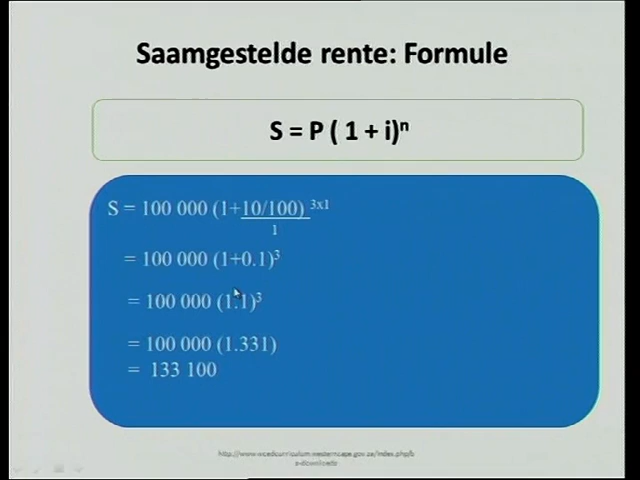 Saamgestelde rente: Formule
S = P ( 1 + i)ⁿ
S = 100 000 (1+10/100) ³ˣ¹
1
= 100 000 (1+0.1)³
= 100 000 (1.1)³
= 100 000 (1.331)
= 133 100